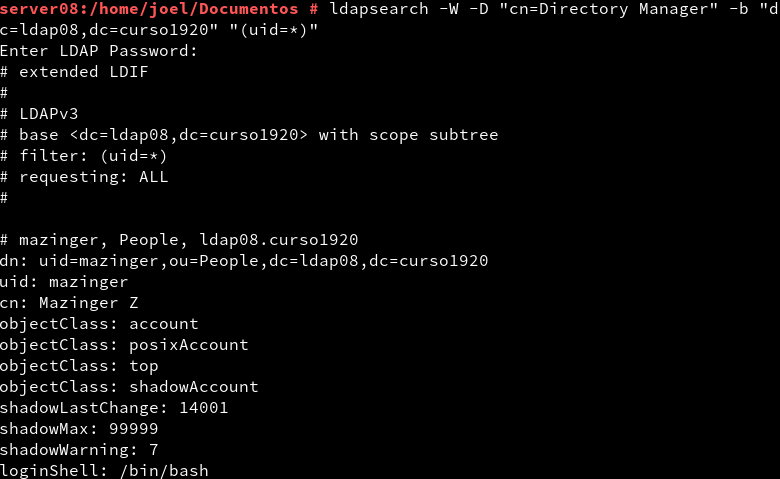 server08:/home/joel/Documentos # ldapsearch -W -D "cn=Directory Manager" -b "d
c=ldap08,dc=curso1920" "(uid=*)"
Enter LDAP Password:
# extended LDIF
#
# LDAPv3
# base <dc=ldap08,dc=curso1920> with scope subtree
# filter: (uid=*)
# requesting: ALL
#

# mazinger, People, ldap08.curso1920
dn: uid=mazinger,ou=People,dc=ldap08,dc=curso1920
uid: mazinger
cn: Mazinger Z
objectClass: account
objectClass: posixAccount
objectClass: top
objectClass: shadowAccount
shadowLastChange: 14001
shadowMax: 99999
shadowWarning: 7
loginShell: /bin/bash